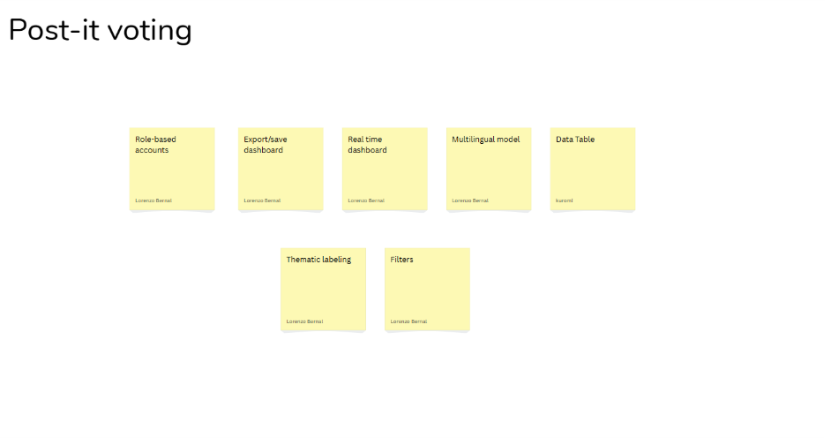 Post-it voting
Role-based
accounts
Lorenzo Bernal
Export/save
dashboard
Lorenzo Bernal
Real time
dashboard
Lorenzo Bernal
Multilingual model
Lorenzo Bernal
Data Table
Thematic labeling
Lorenzo Bernal
Filters
Lorenzo Bernal